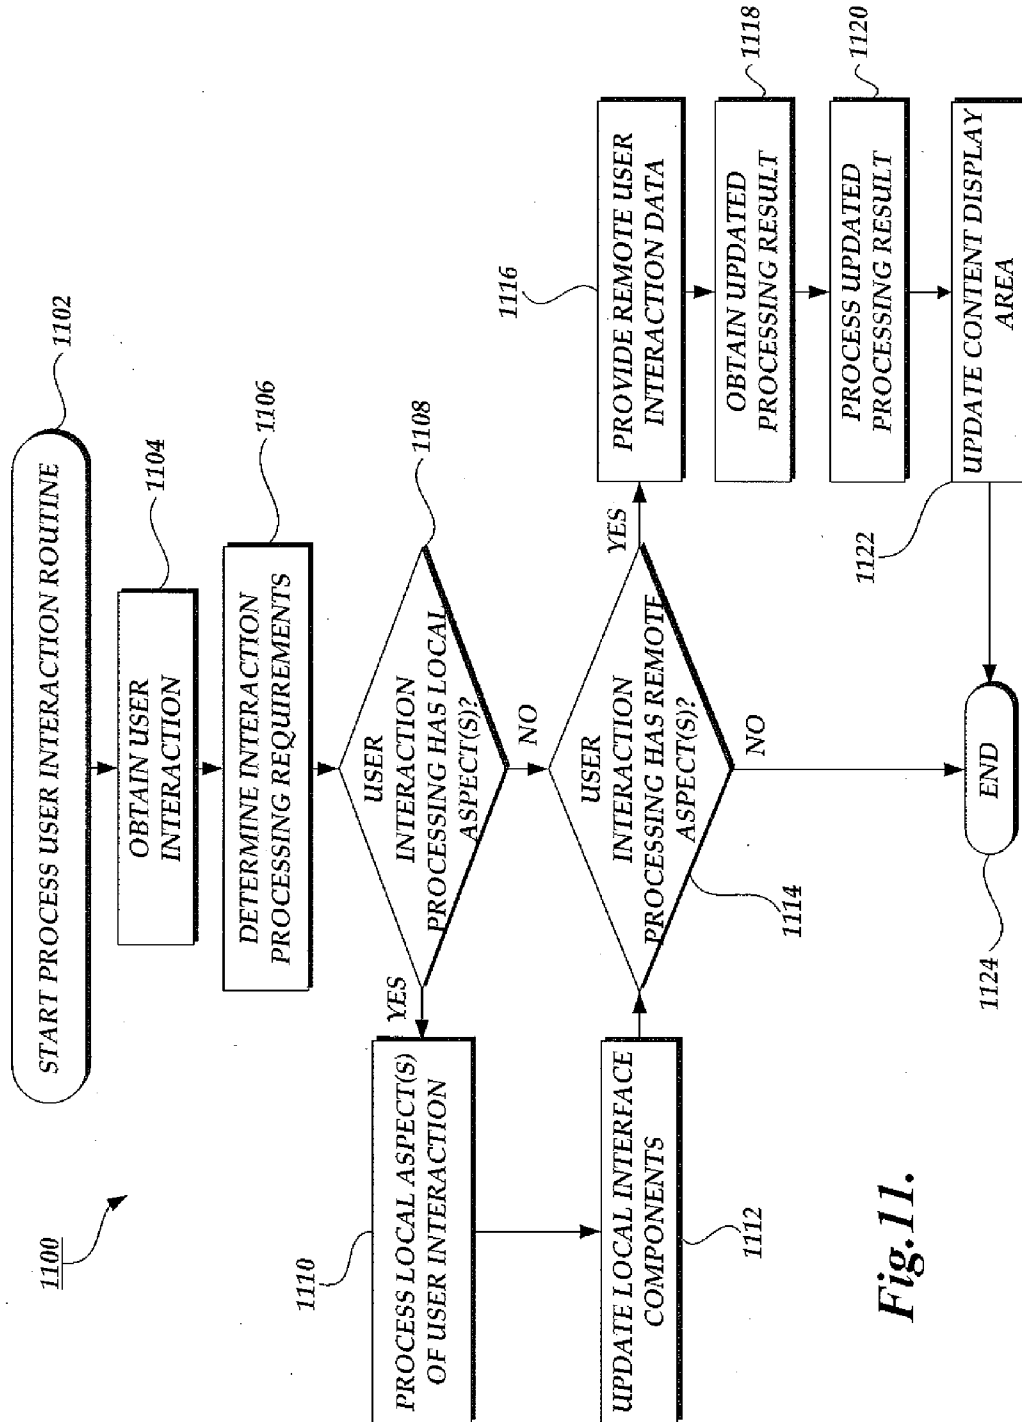 1100
START PROCESS USER INTERACTION ROUTINE
1102
OBTAIN USER
INTERACTION
1104
DETERMINE INTERACTION
PROCESSING REQUIREMENTS
1106
USER
INTERACTION
PROCESSING HAS LOCAL
ASPECT(S)?
1108
YES
NO
PROCESS LOCAL ASPECT(S)
OF USER INTERACTION
1110
UPDATE LOCAL INTERFACE
COMPONENTS
1112
USER
INTERACTION
PROCESSING HAS REMOTE
ASPECT(S)?
1114
YES
NO
PROVIDE REMOTE USER
INTERACTION DATA
1116
OBTAIN UPDATED
PROCESSING RESULT
1118
PROCESS UPDATED
PROCESSING RESULT
1120
UPDATE CONTENT DISPLAY
AREA
1122
END
1124
Fig.11.